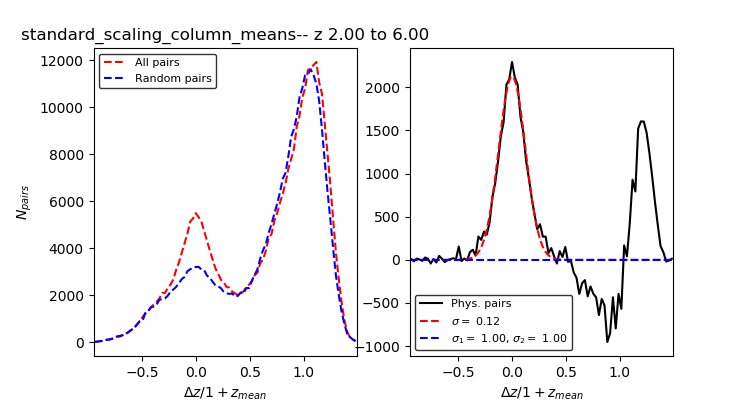 standard_scaling_column_means-- z 2.00 to 6.00
All pairs
Random pairs
12000
10000
8000
6000
4000
2000
0
N_pairs
−0.5 0.0 0.5 1.0
Δz/1 + z_mean
2000
1500
1000
500
0
−500
−1000
Phys. pairs
σ = 0.12
σ₁ = 1.00, σ₂ = 1.00
−0.5 0.0 0.5 1.0
Δz/1 + z_mean